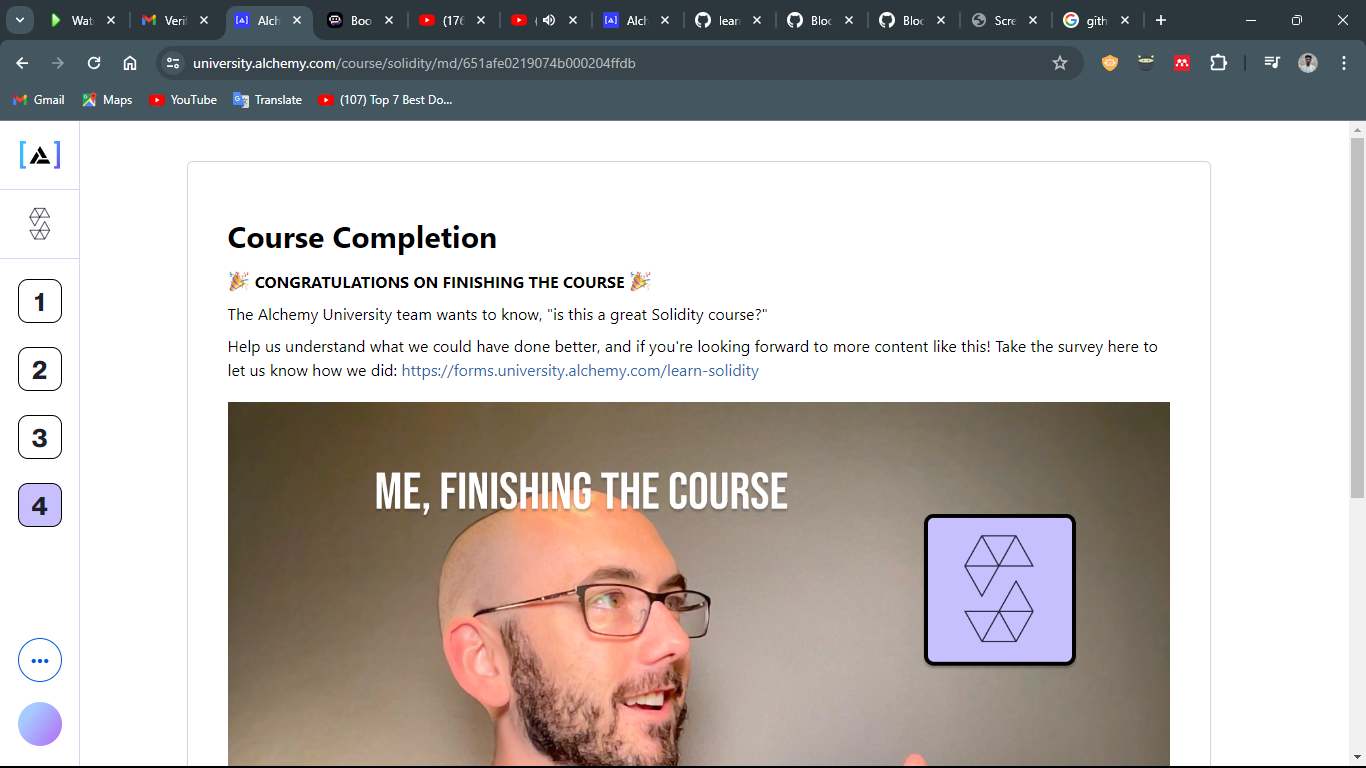 Wat
Veri
Alch
Boo
(176
(
Alch
lear
Bloc
Bloc
Scre
gith
university.alchemy.com/course/solidity/md/651afe0219074b000204ffdb
Gmail
Maps
YouTube
Translate
(107) Top 7 Best Do...
1
2
3
4
Course Completion
🎉 CONGRATULATIONS ON FINISHING THE COURSE 🎉
The Alchemy University team wants to know, "is this a great Solidity course?"
Help us understand what we could have done better, and if you're looking forward to more content like this! Take the survey here to
let us know how we did: https://forms.university.alchemy.com/learn-solidity
ME, FINISHING THE COURSE